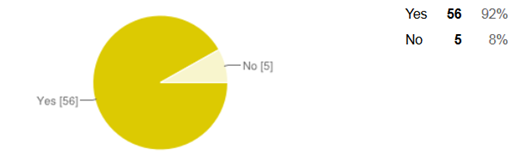 Yes 56 92%
No 5 8%
No [5]
Yes [56]